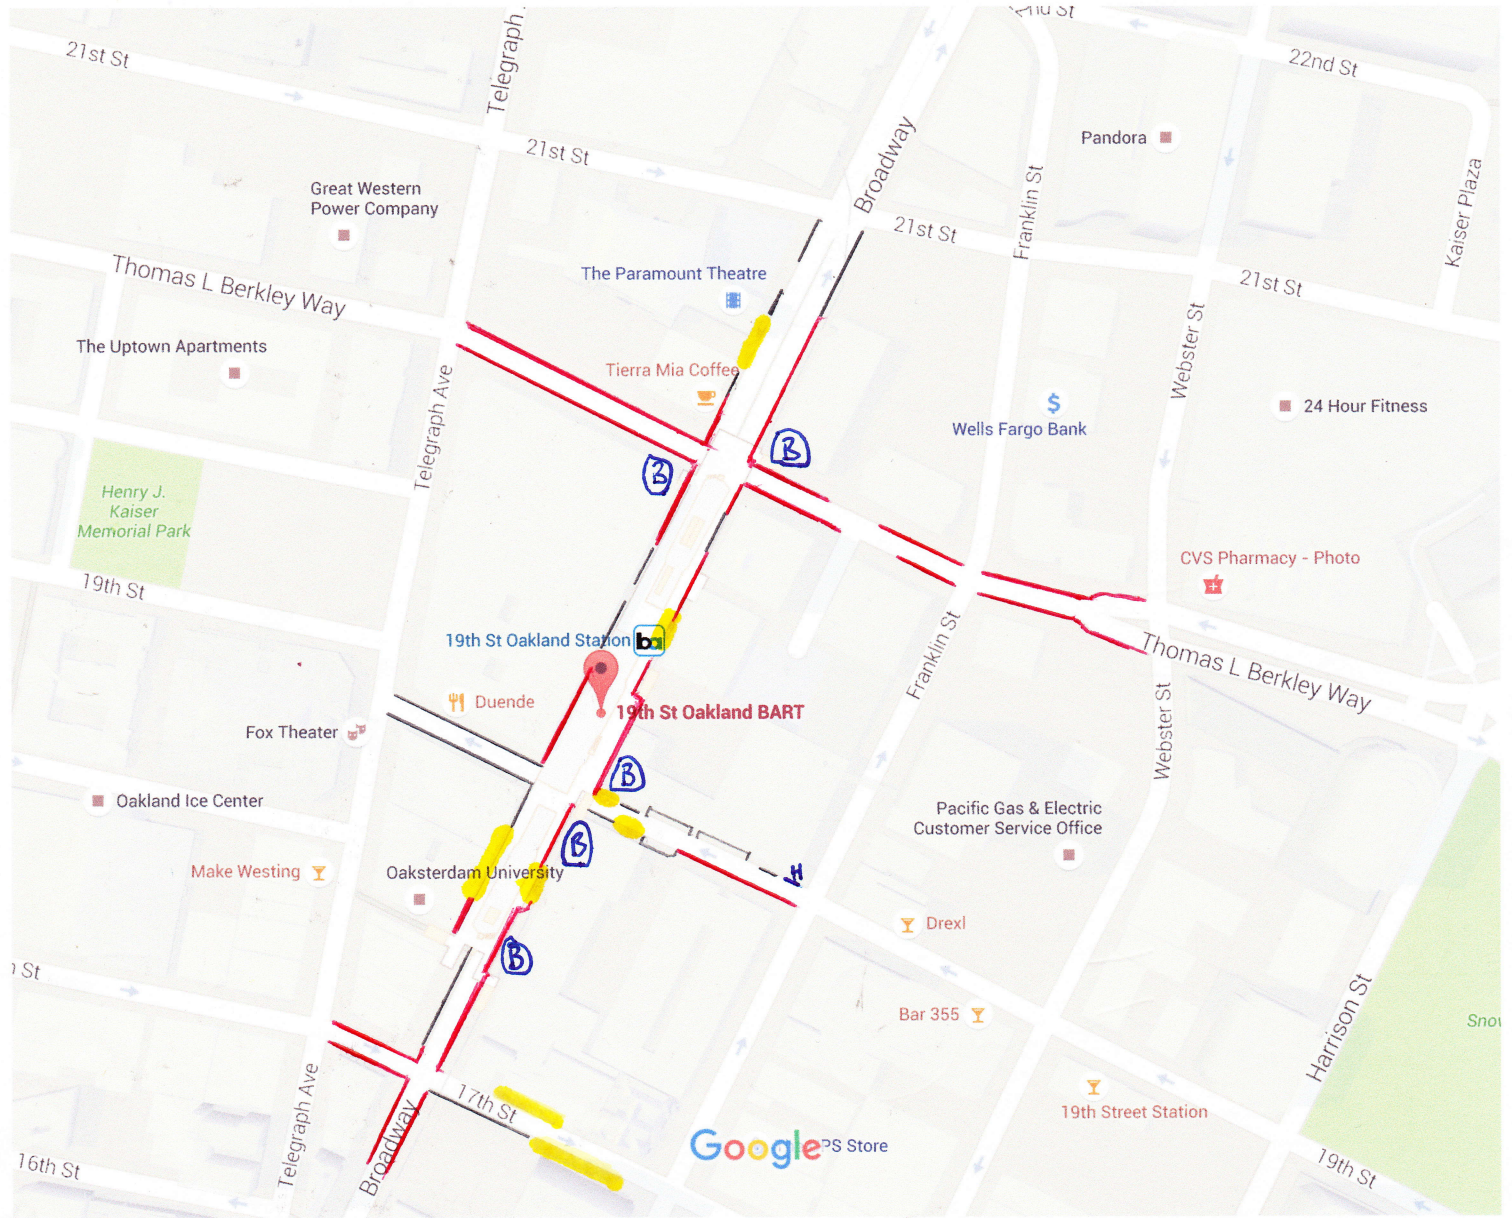 22nd St
21st St
Telegraph
22nd St
Pandora
Broadway
21st St
Franklin St
Kaiser Plaza
Great Western
Power Company
21st St
The Paramount Theatre
Thomas L Berkley Way
21st St
Webster St
The Uptown Apartments
Tierra Mia Coffee
Telegraph Ave
24 Hour Fitness
Wells Fargo Bank
B
B
Henry J.
Kaiser
Memorial Park
CVS Pharmacy - Photo
19th St
19th St Oakland Station
ba
Franklin St
Thomas L Berkley Way
Duende
19th St Oakland BART
Fox Theater
Webster St
B
Oakland Ice Center
Pacific Gas & Electric
Customer Service Office
B
Make Westing
Oaksterdam University
H
Drexl
B
St
Bar 355
Harrison St
Snow
19th Street Station
17th St
Telegraph Ave
Broadway
Google
PS Store
16th St
19th St